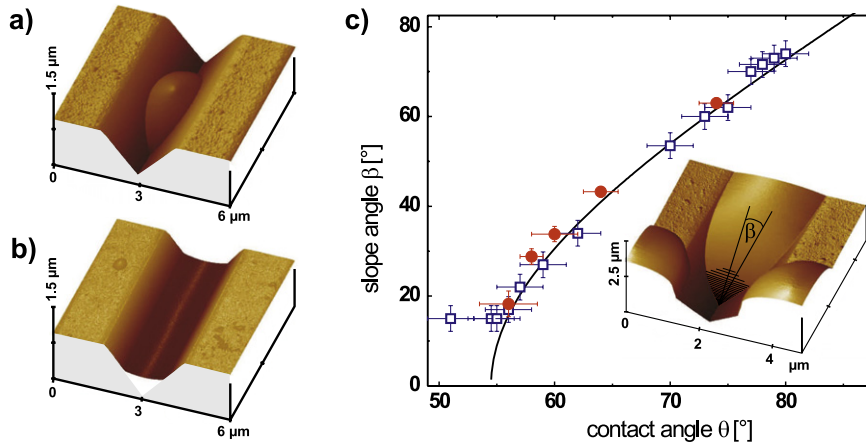 a)
1.5 µm
0
3
6 µm
b)
1.5 µm
0
3
6 µm
c)
80
60
40
20
0
slope angle β [°]
50
60
70
80
contact angle θ [°]
β
2.5 µm
0
2
4
µm